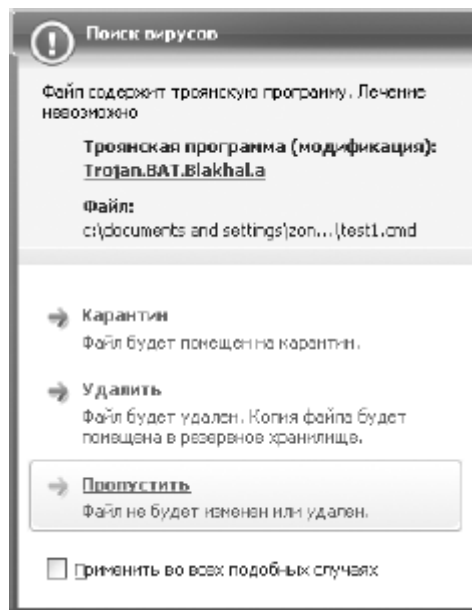 Поиск вирусов
Файл содержит троянскую программу. Лечение
невозможно
Троянская программа (модификация):
Trojan.BAT.Blakhal.a
Файл:
c:\documents and settings\zon...\test1.cmd
Карантин
Файл будет помещен на карантин.
Удалить
Файл будет удален. Копия файла будет
помещена в резервное хранилище.
Пропустить
Файл не будет изменен или удален.
Применить во всех подобных случаях